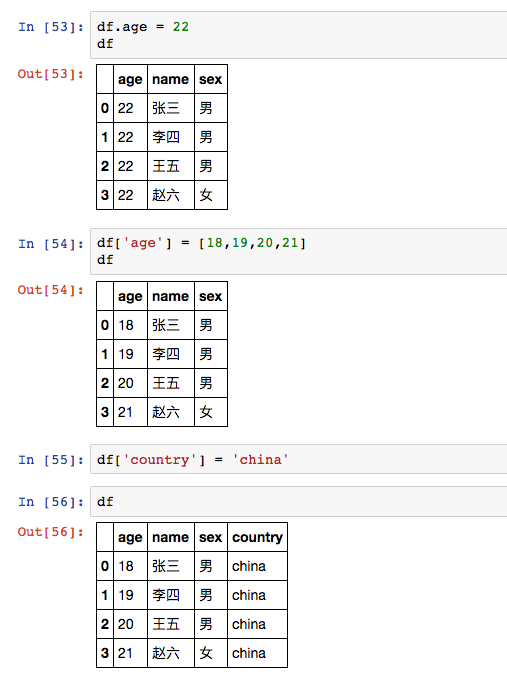 In [53]: df.age = 22
df
Out[53]:
age name sex
0 22 张三 男
1 22 李四 男
2 22 王五 男
3 22 赵六 女
In [54]: df['age'] = [18,19,20,21]
df
Out[54]:
age name sex
0 18 张三 男
1 19 李四 男
2 20 王五 男
3 21 赵六 女
In [55]: df['country'] = 'china'
In [56]: df
Out[56]:
age name sex country
0 18 张三 男 china
1 19 李四 男 china
2 20 王五 男 china
3 21 赵六 女 china